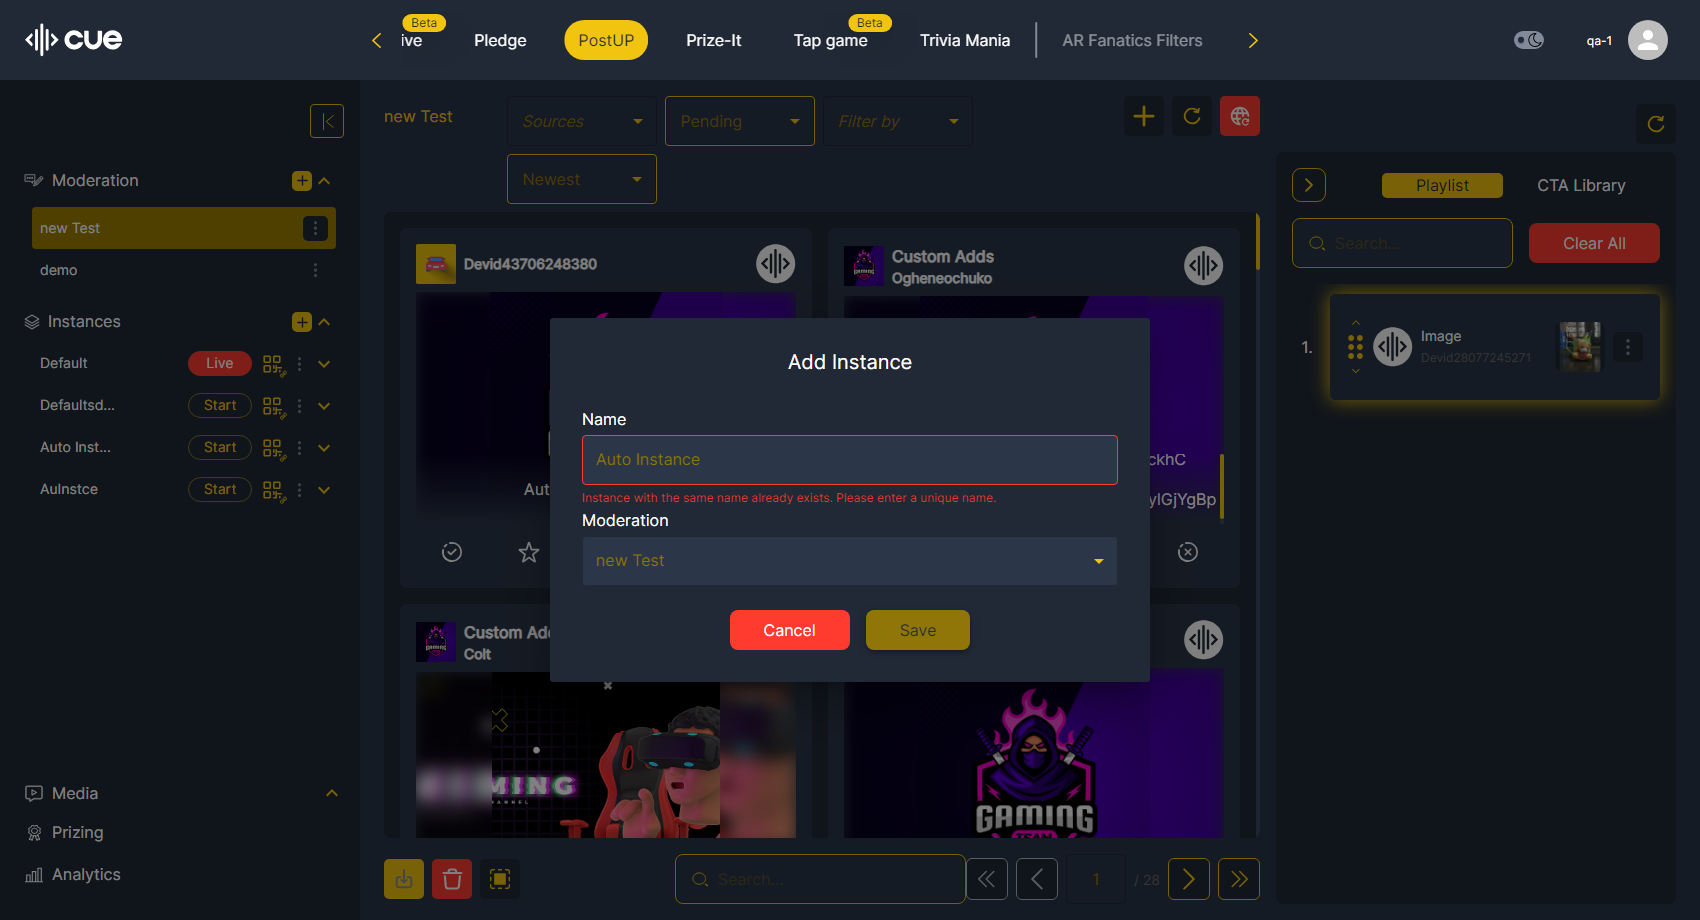 cue
Beta
Beta
ive
Pledge
PostUP
Prize-It
Tap game
Trivia Mania
AR Fanatics Filters
qa-1
new Test
Sources
Pending
Filter by
Newest
Moderation
new Test
demo
Instances
Default
Live
Defaultsd...
Start
Auto Inst...
Start
AuInstce
Start
Media
Prizing
Analytics
Devid43706248380
Aut
Custom Adds
Ogheneochuko
ckhC
ylGjYgBp
Custom Add
Colt
MING
GAMING
TEAM
Add Instance
Name
Auto Instance
Instance with the same name already exists. Please enter a unique name.
Moderation
new Test
Cancel
Save
Search...
1
/ 28
Playlist
CTA Library
Search...
Clear All
1.
Image
Devid28077245271